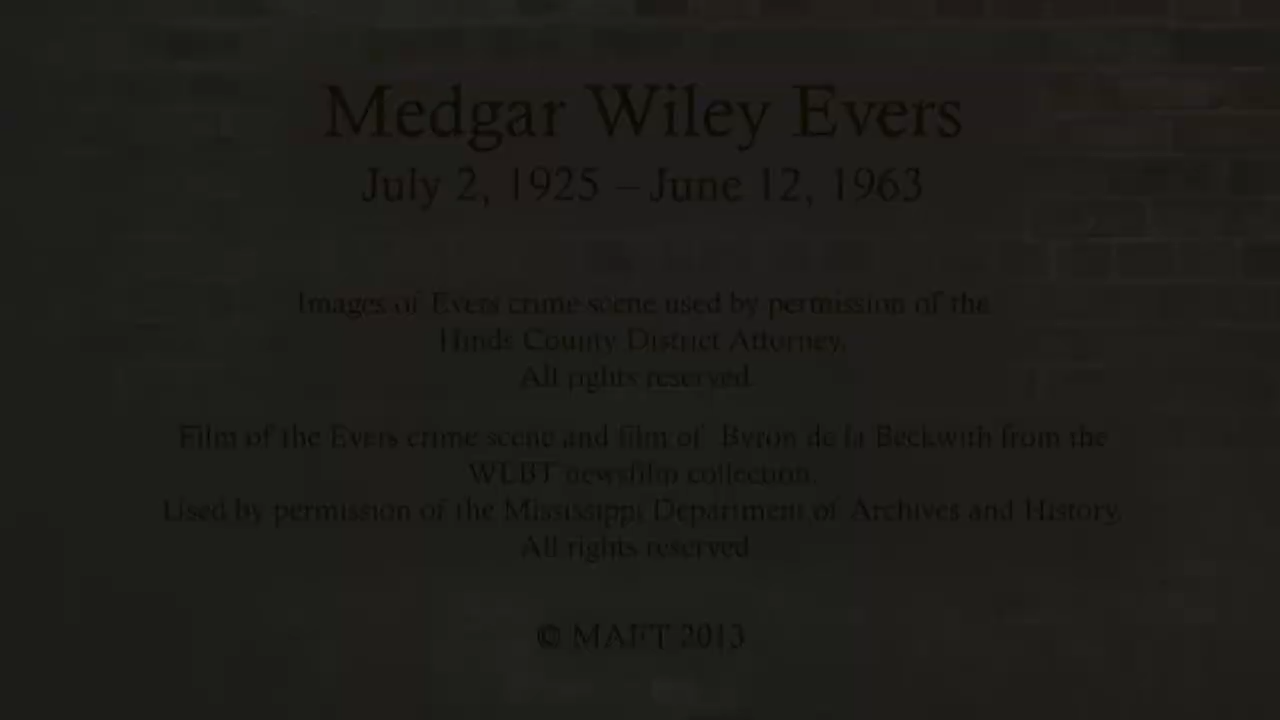 Medgar Wiley Evers
July 2, 1925 – June 12, 1963
Images of Evers crime scene used by permission of the
Hinds County District Attorney.
All rights reserved.
Film of the Evers crime scene and film of Byron de la Beckwith from the
WLBT newsfilm collection.
Used by permission of the Mississippi Department of Archives and History.
All rights reserved
© MAFT 2013